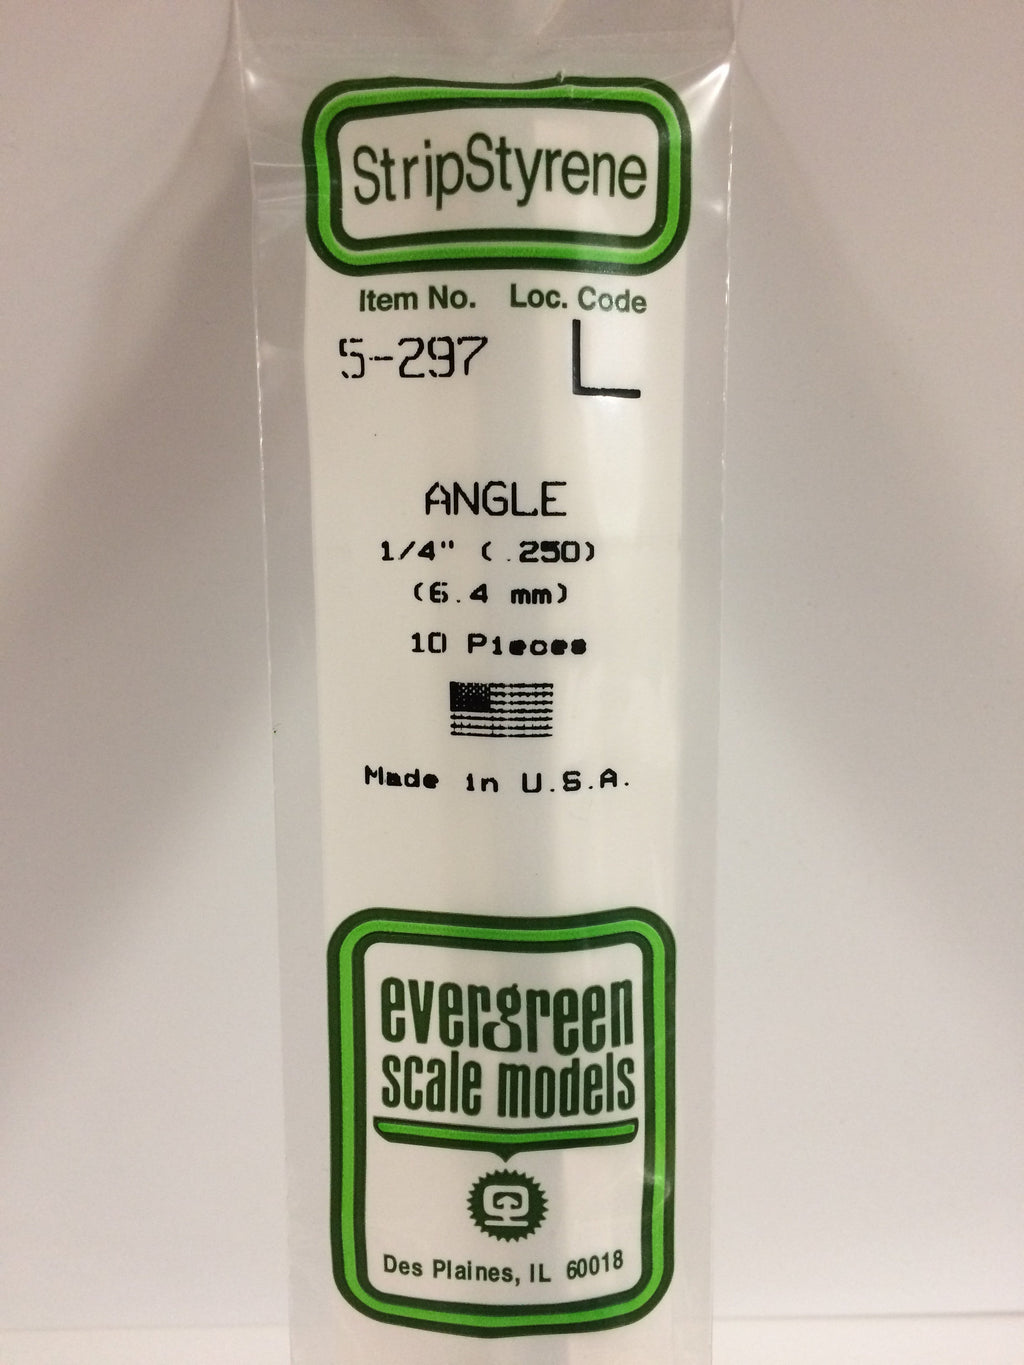 StripStyrene
Item No. Loc. Code
5-297 L
ANGLE
1/4" (.250)
(6.4 mm)
10 Pieces
Made in U.S.A.
evergreen
scale models
Des Plaines, IL 60018